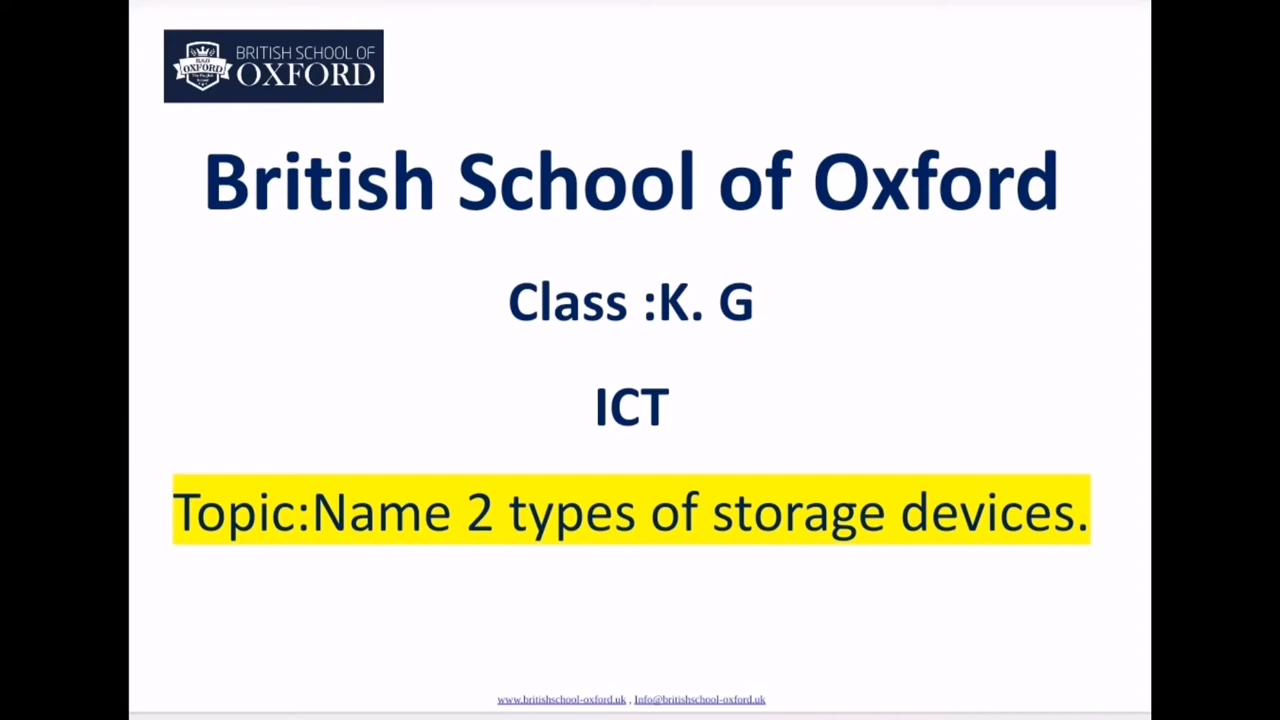 BRITISH SCHOOL OF
OXFORD
OXFORD
British School of Oxford
Class :K. G
ICT
Topic:Name 2 types of storage devices.
www.britishschool-oxford.uk , Info@britishschool-oxford.uk